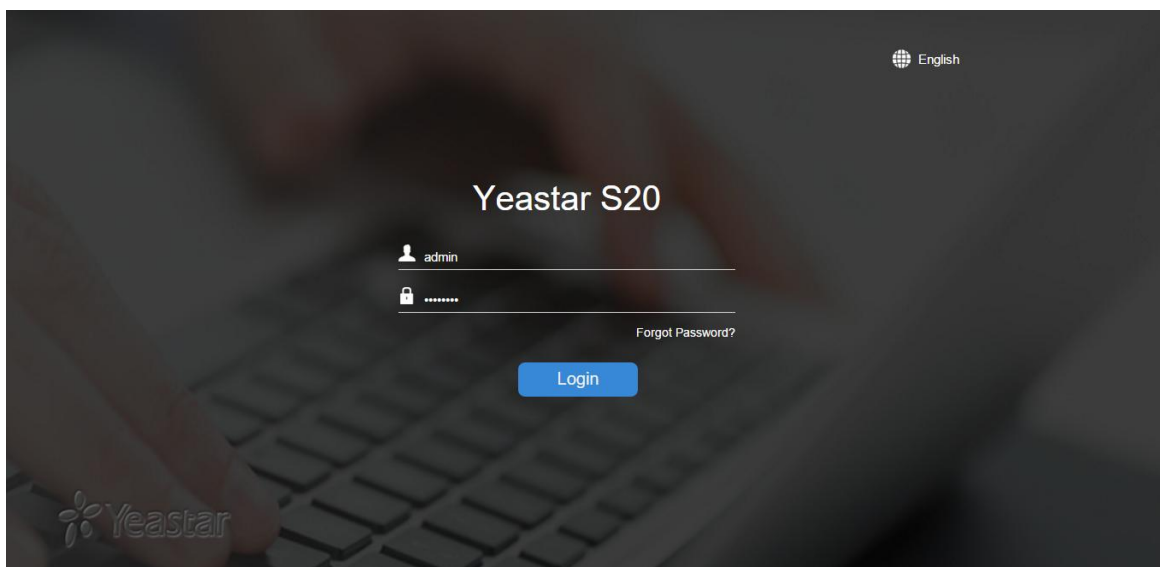 English
Yeastar S20
admin
••••••••
Forgot Password?
Login
Yeastar